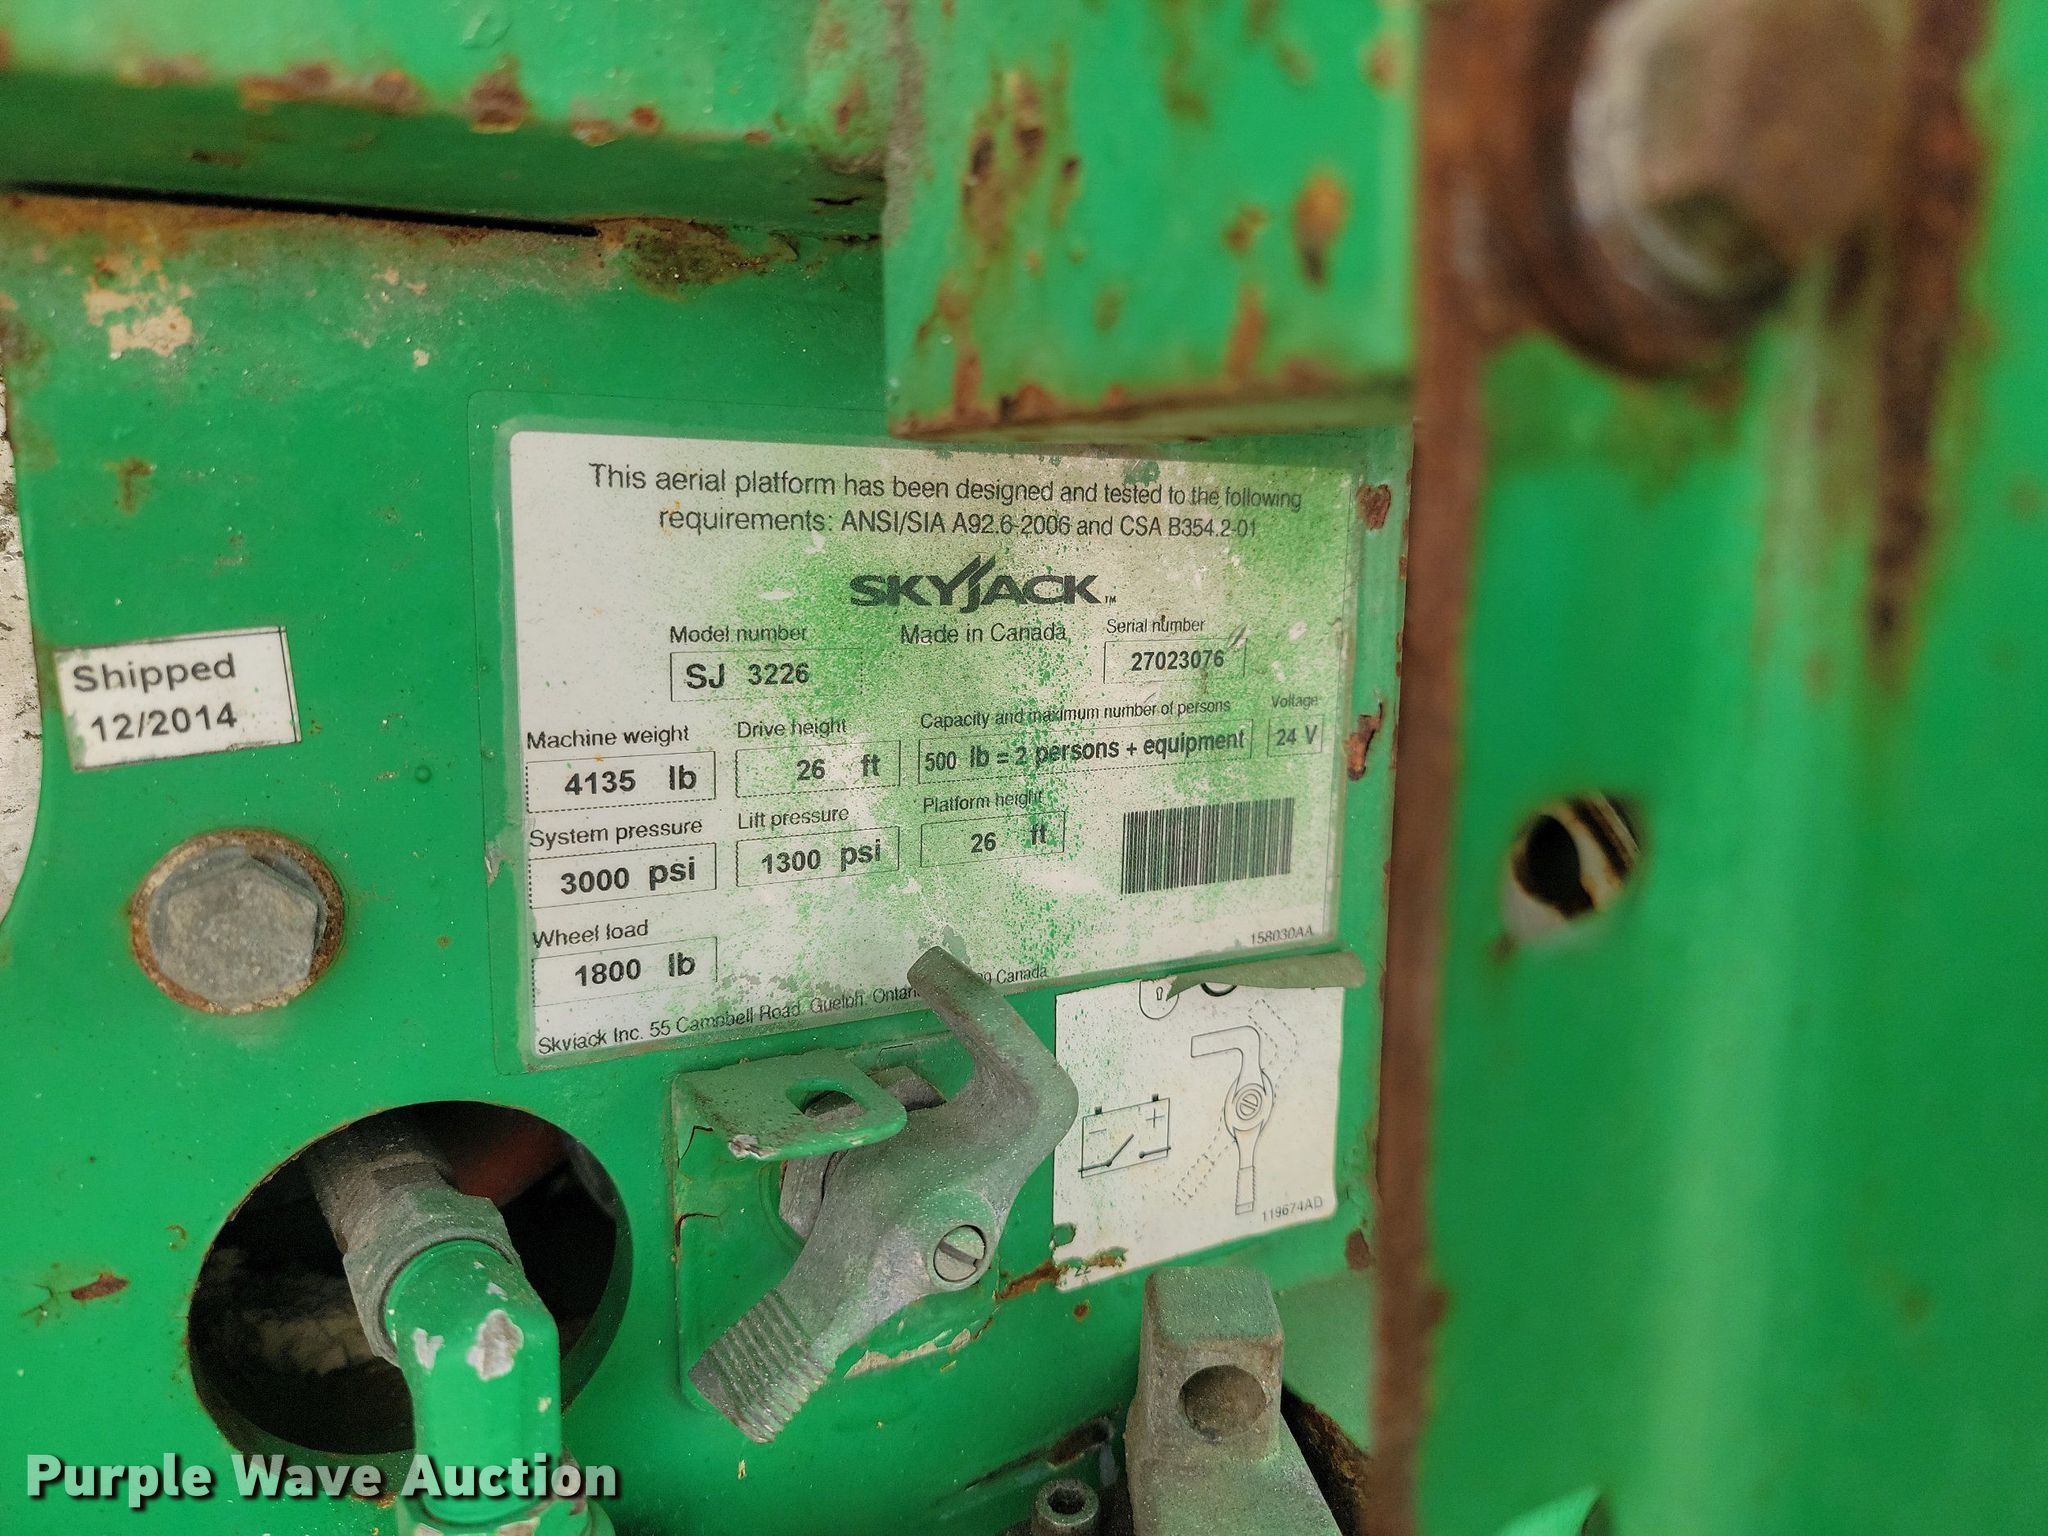 This aerial platform has been designed and tested to the following
requirements: ANSI/SIA A92.6-2006 and CSA B354.2-01
SKYJACK™
Model number
Made in Canada
Serial number
SJ 3226
27023076
Machine weight
Drive height
Capacity and maximum number of persons
Voltage
4135 lb
26 ft
500 lb = 2 persons + equipment
24 V
System pressure
Lift pressure
Platform height
3000 psi
1300 psi
26 ft
Wheel load
1800 lb
158030AA
Skyjack Inc. 55 Campbell Road, Guelph, Canada
Shipped
12/2014
119674AD
Purple Wave Auction